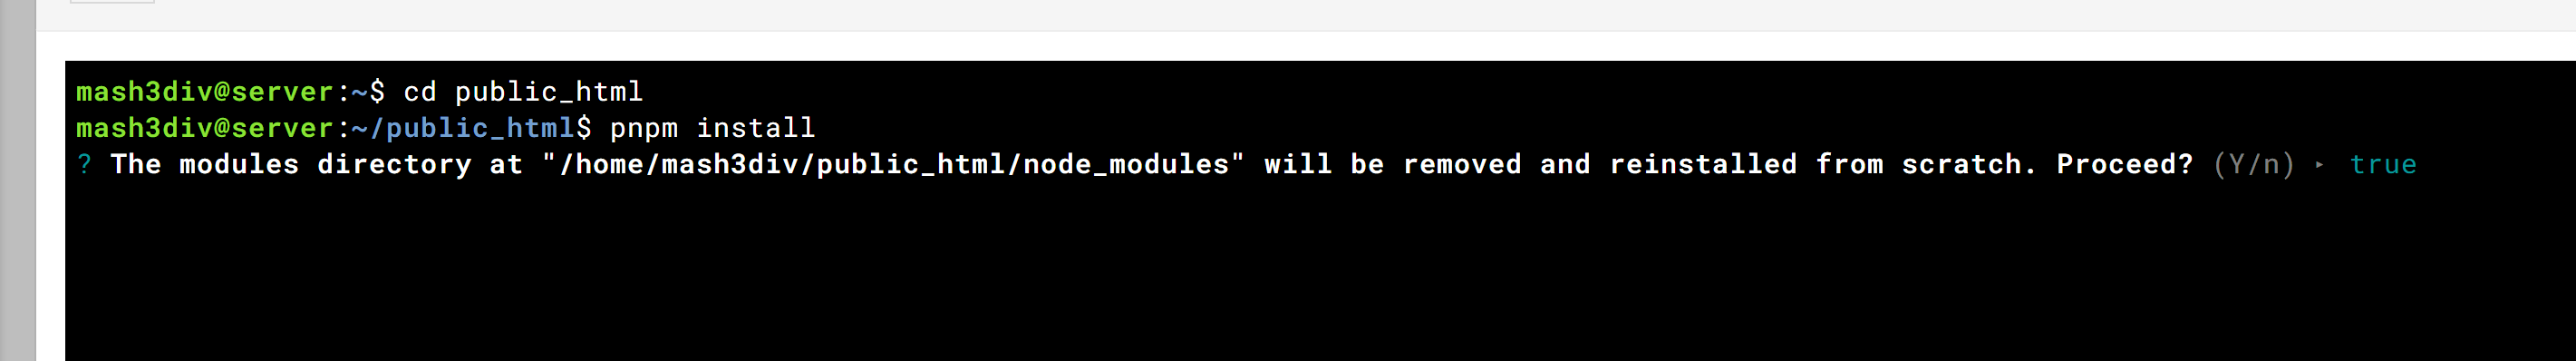 mash3div@server:~$ cd public_html
mash3div@server:~/public_html$ pnpm install
? The modules directory at "/home/mash3div/public_html/node_modules" will be removed and reinstalled from scratch. Proceed? (Y/n) ‣ true